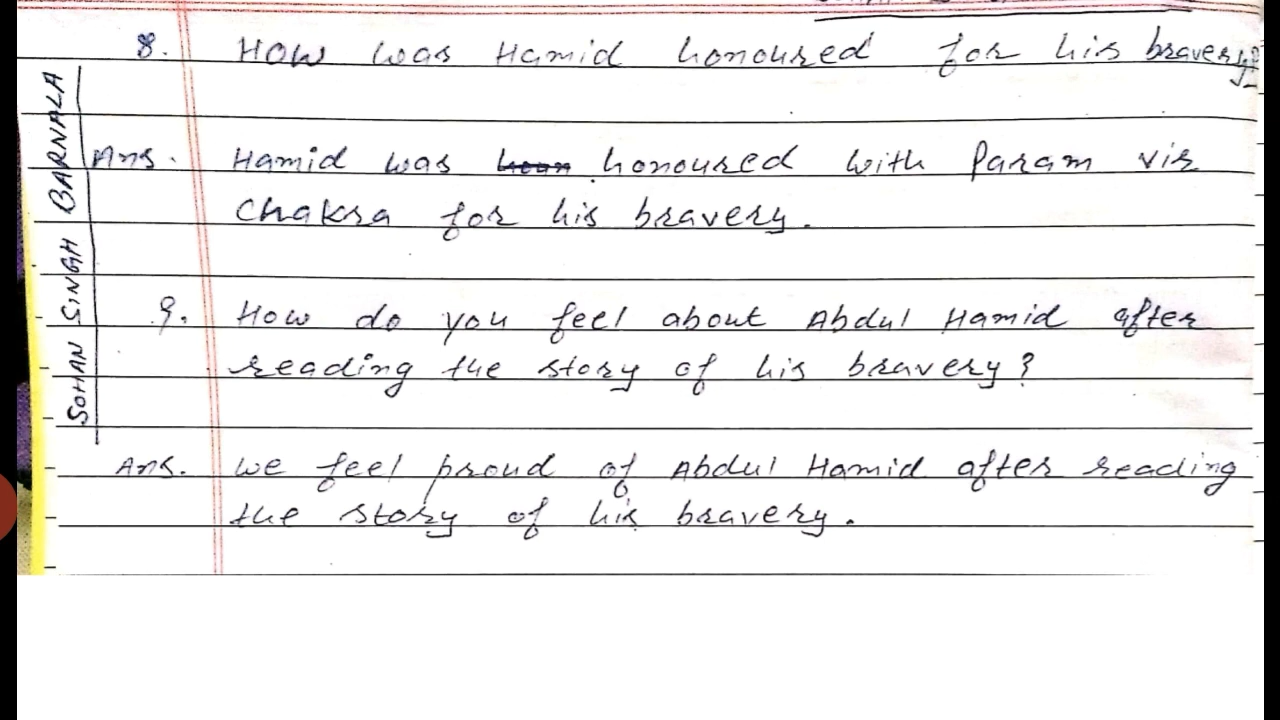 8. How was Hamid honoured for his bravery?
Ans. Hamid was honoured with Param vir
Chakra for his bravery.
9. How do you feel about Abdul Hamid after
reading the story of his bravery?
Ans. we feel proud of Abdul Hamid after reading
the story of his bravery.
SOHAN SINGH BARNALA